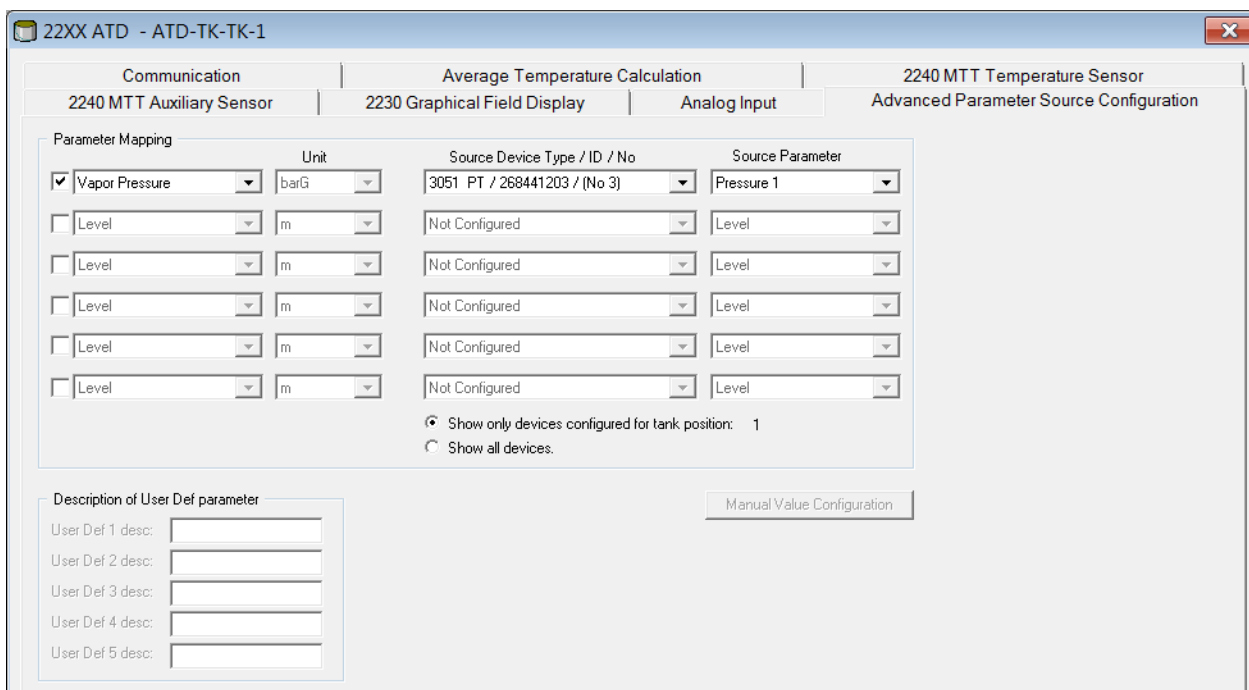 22XX ATD - ATD-TK-TK-1
Communication Average Temperature Calculation 2240 MTT Temperature Sensor
2240 MTT Auxiliary Sensor 2230 Graphical Field Display Analog Input Advanced Parameter Source Configuration
Parameter Mapping
Unit Source Device Type / ID / No Source Parameter
Vapor Pressure barG 3051 PT / 268441203 / (No 3) Pressure 1
Level m Not Configured Level
Level m Not Configured Level
Level m Not Configured Level
Level m Not Configured Level
Level m Not Configured Level
Show only devices configured for tank position: 1
Show all devices.
Description of User Def parameter
Manual Value Configuration
User Def 1 desc:
User Def 2 desc:
User Def 3 desc:
User Def 4 desc:
User Def 5 desc: